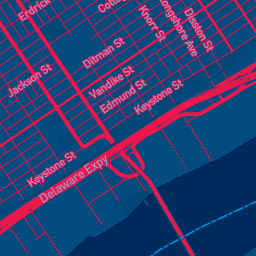 Erdrick
Cottage
Knorr St
Longshore Ave
Disston St
Ditman St
Jackson St
Vandike St
Edmund St
Keystone St
Keystone St
Delaware Expy